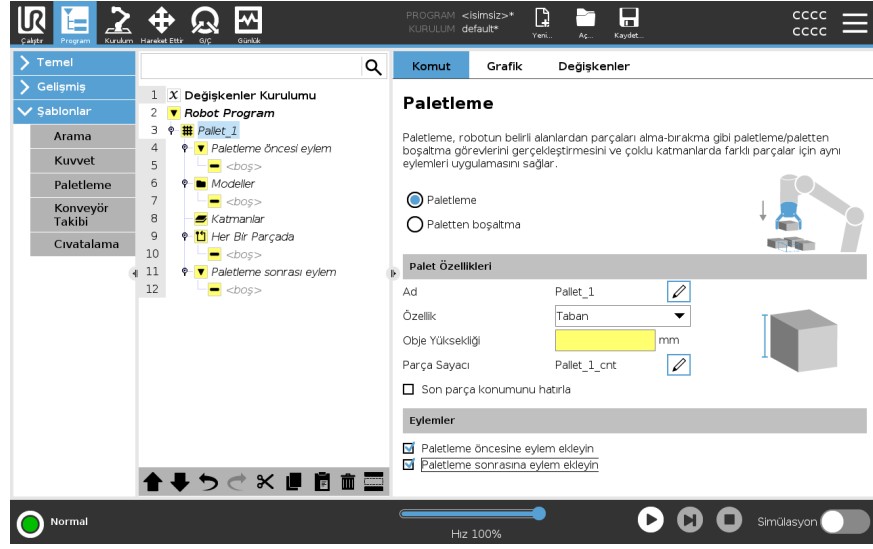 PROGRAM <isimsiz>*
KURULUM default*
UR
Çalıştır
Program
Kurulum
Hareket Ettir
G/Ç
Günlük
Yeni...
Aç...
Kaydet...
cccc
cccc
Temel
Gelişmiş
Şablonlar
Arama
Kuvvet
Paletleme
Konveyör
Takibi
Cıvatalama
1 X Değişkenler Kurulumu
2 Robot Program
3 Pallet_1
4 Paletleme öncesi eylem
5 <boş>
6 Modeller
7 <boş>
8 Katmanlar
9 Her Bir Parçada
10 <boş>
11 Paletleme sonrası eylem
12 <boş>
Komut
Grafik
Değişkenler
Paletleme
Paletleme, robotun belirli alanlardan parçaları alma-bırakma gibi paletleme/paletten
boşaltma görevlerini gerçekleştirmesini ve çoklu katmanlarda farklı parçalar için aynı
eylemleri uygulamasını sağlar.
Paletleme
Paletten boşaltma
Palet Özellikleri
Ad Pallet_1
Özellik Taban
Obje Yüksekliği mm
Parça Sayacı Pallet_1_cnt
Son parça konumunu hatırla
Eylemler
Paletleme öncesine eylem ekleyin
Paletleme sonrasına eylem ekleyin
Normal
Hız 100%
Simülasyon